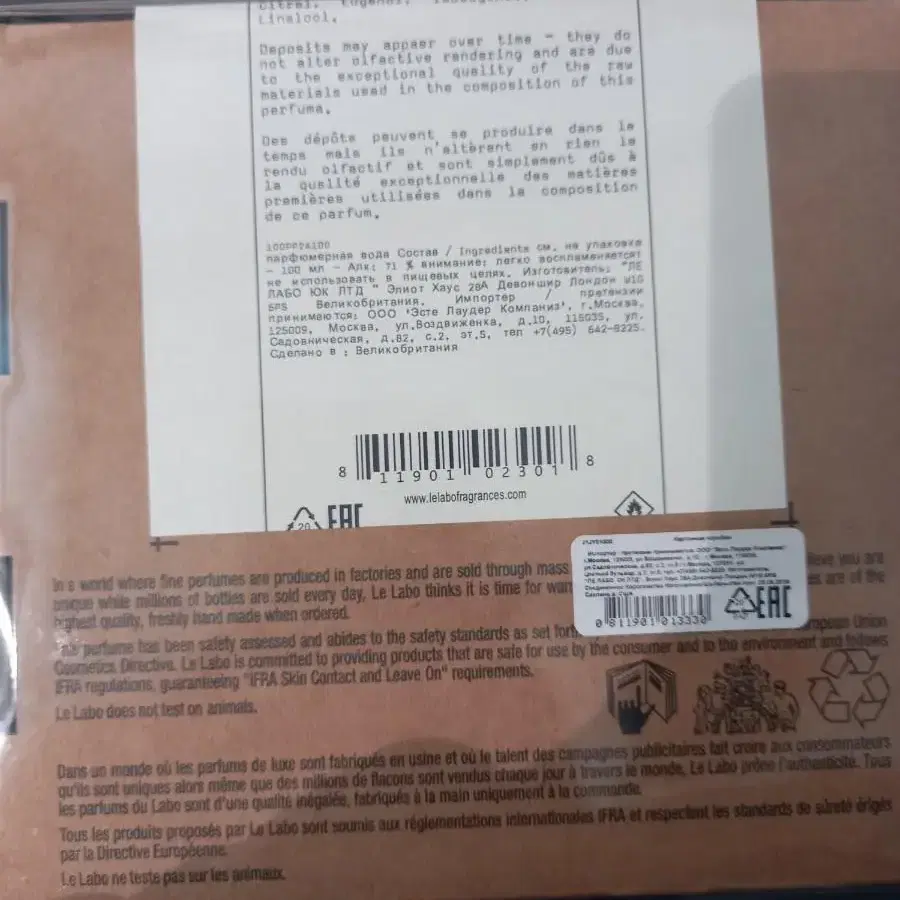 Citral,
Linalool.
Deposits may appear over time – they do
not alter olfactive rendering and are due
to the exceptional quality of the raw
materials used in the composition of this
perfume.
Des dépôts peuvent se produire dans le
temps mais ils n'altèrent en rien le
rendu olfactif et sont simplement dûs à
la qualité exceptionnelle des matières
premières utilisées dans la composition
de ce parfum.
парфюмерная вода Состав / Ingredients см. на упаковке
– 100 мл – Алк: 71 % внимание: легко воспламеняется!
не использовать в пищевых целях. Изготовитель: "ЛЕ
ЛАБО ЮК ЛТД " Элиот Хаус 28А Девоншир Лондон W1G
6PS Великобритания. Импортер / претензии
принимаются: ООО "Эсте Лаудер Компаниз", г.Москва,
125009, Москва, ул.Воздвиженка, д.10, 115035, ул.
Садовническая, д.82, с.2, эт.5, тел +7(495) 642-8225.
Сделано в : Великобритания
8 11901 02301 8
www.lelabofragrances.com
20
EAC
In a world where fine perfumes are produced in factories and are sold through mass
lieve you are
unique while millions of bottles are sold every day, Le Labo thinks it is time for
es are of the
highest quality, freshly hand made when ordered.
0 811901 013330
EAC
perfume has been safety assessed and abides to the safety standards as set
European Union
Cosmetics Directive. Le Labo is committed to providing products that are safe for use by the consumer and to the environment and follows
IFRA regulations, guaranteeing "IFRA Skin Contact and Leave On" requirements.
Le Labo does not test on animals.
Dans un monde où les parfums de luxe sont fabriqués en usine et où le talent des campagnes publicitaires fait croire aux consommateurs
qu'ils sont uniques alors même que des millions de flacons sont vendus chaque jour à travers le monde, Le Labo prône l'authenticité. Tous
les parfums du Labo sont d'une qualité inégalée, fabriqués à la main uniquement à la commande.
Tous les produits proposés par Le Labo sont soumis aux réglementations internationales IFRA et respectent les standards de sûreté érigés
par la Directive Européenne.
Le Labo ne teste pas sur les animaux.